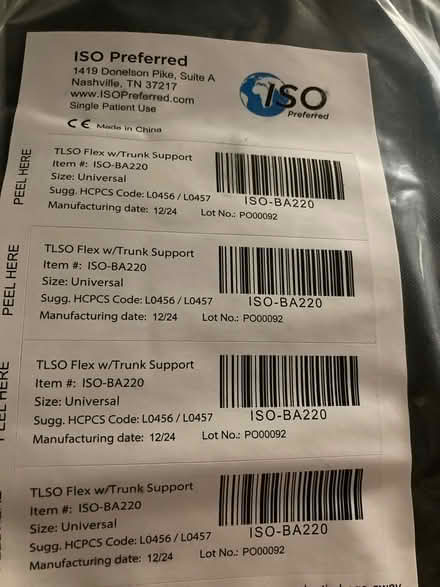 ISO Preferred
1419 Donelson Pike, Suite A
Nashville, TN 37217
www.ISOPreferred.com
Single Patient Use
CE Made in China
ISO
Preferred
PEEL HERE
TLSO Flex w/Trunk Support
Item #: ISO-BA220
Size: Universal
Sugg. HCPCS Code: L0456 / L0457
Manufacturing date: 12/24 Lot No.: PO00092
ISO-BA220
PEEL HERE
TLSO Flex w/Trunk Support
Item #: ISO-BA220
Size: Universal
Sugg. HCPCS Code: L0456 / L0457
Manufacturing date: 12/24 Lot No.: PO00092
ISO-BA220
PEEL HERE
TLSO Flex w/Trunk Support
Item #: ISO-BA220
Size: Universal
Sugg. HCPCS Code: L0456 / L0457
Manufacturing date: 12/24 Lot No.: PO00092
ISO-BA220
HERE
TLSO Flex w/Trunk Support
Item #: ISO-BA220
Size: Universal
Sugg. HCPCS Code: L0456 / L0457
Manufacturing date: 12/24 Lot No.: PO00092
ISO-BA220